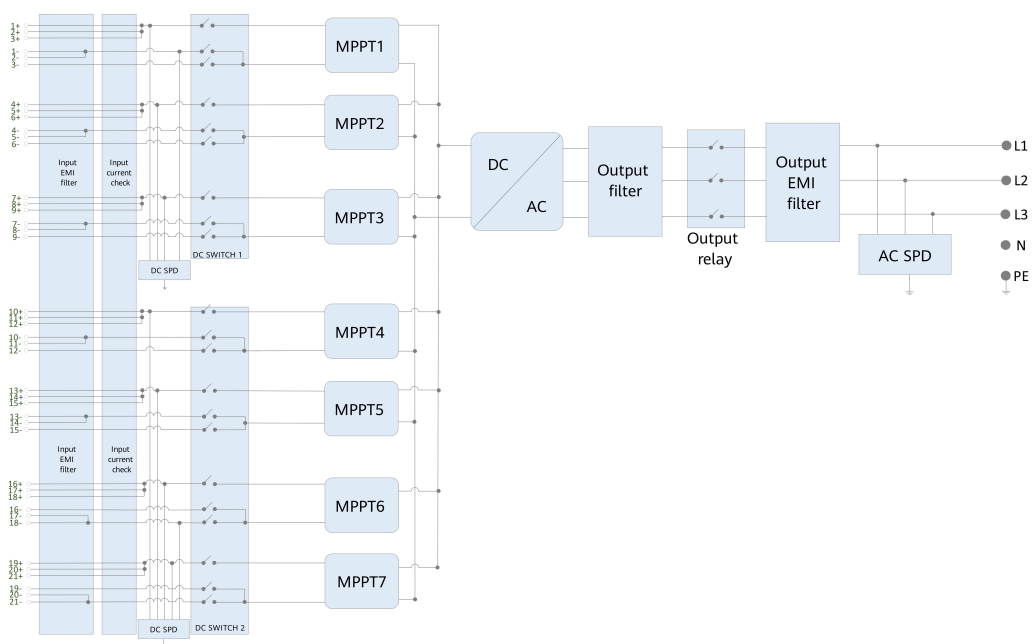 1+
2+
3+
1-
2-
3-
MPPT1
4+
5+
6+
4-
5-
6-
MPPT2
Input
EMI
filter
Input
current
check
7+
8+
9+
7-
8-
9-
MPPT3
DC SWITCH 1
DC SPD
DC
AC
Output
filter
Output
relay
Output
EMI
filter
AC SPD
L1
L2
L3
N
PE
10+
11+
12+
10-
11-
12-
MPPT4
13+
14+
15+
13-
14-
15-
MPPT5
Input
EMI
filter
Input
current
check
16+
17+
18+
16-
17-
18-
MPPT6
19+
20+
21+
19-
20-
21-
MPPT7
DC SPD
DC SWITCH 2